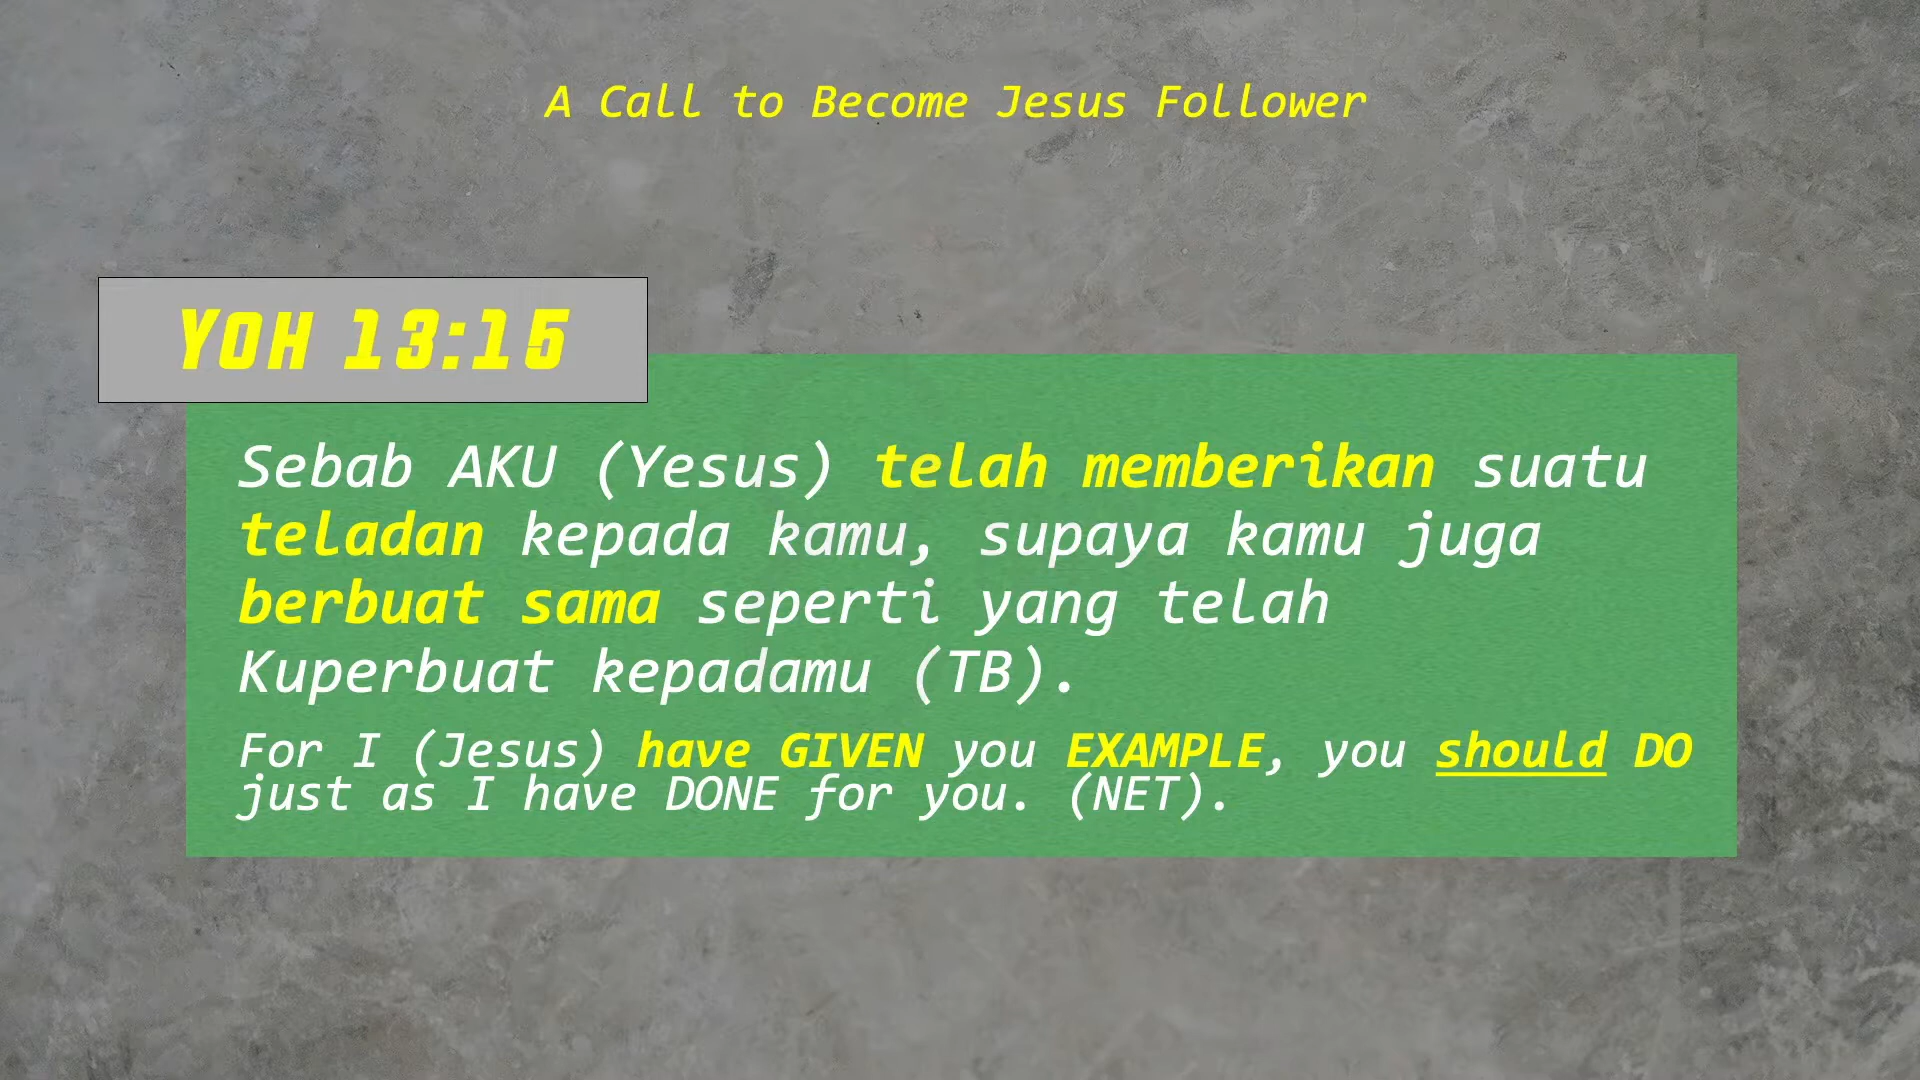 A Call to Become Jesus Follower
YOH 13:15
Sebab AKU (Yesus) telah memberikan suatu
teladan kepada kamu, supaya kamu juga
berbuat sama seperti yang telah
Kuperbuat kepadamu (TB).
For I (Jesus) have GIVEN you EXAMPLE, you should DO
just as I have DONE for you. (NET).